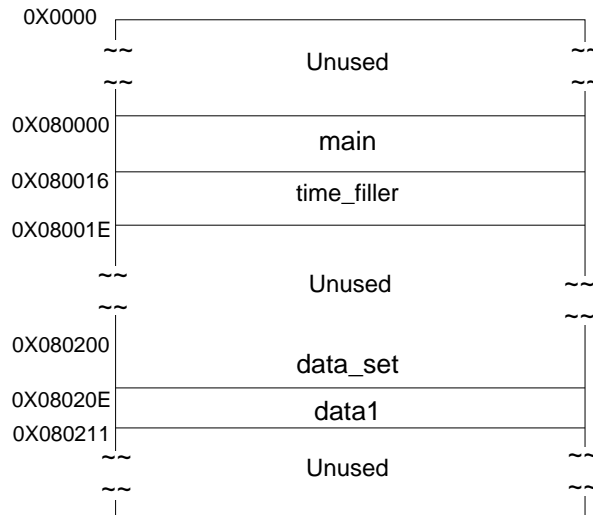 0X0000
~~ ~~
Unused
~~ ~~
0X080000
main
0X080016
time_filler
0X08001E
~~
Unused
~~
~~ ~~
0X080200
data_set
0X08020E
data1
0X080211
~~ ~~
Unused
~~ ~~